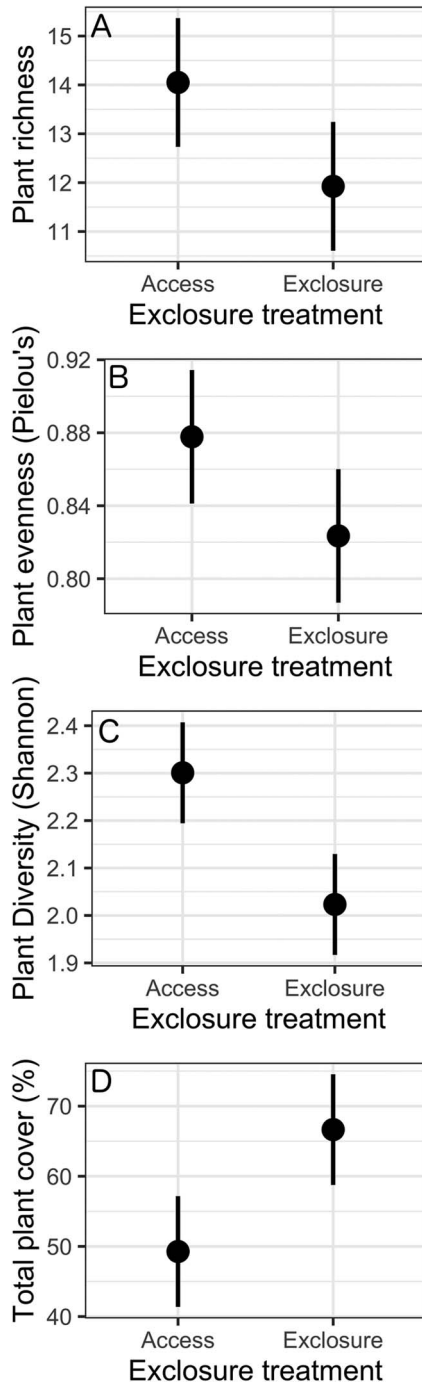 A
Plant richness
15
14
13
12
11
Access Exclosure
Exclosure treatment
B
Plant evenness (Pielou's)
0.92
0.88
0.84
0.80
Access Exclosure
Exclosure treatment
C
Plant Diversity (Shannon)
2.4
2.3
2.2
2.1
2.0
1.9
Access Exclosure
Exclosure treatment
D
Total plant cover (%)
70
60
50
40
Access Exclosure
Exclosure treatment